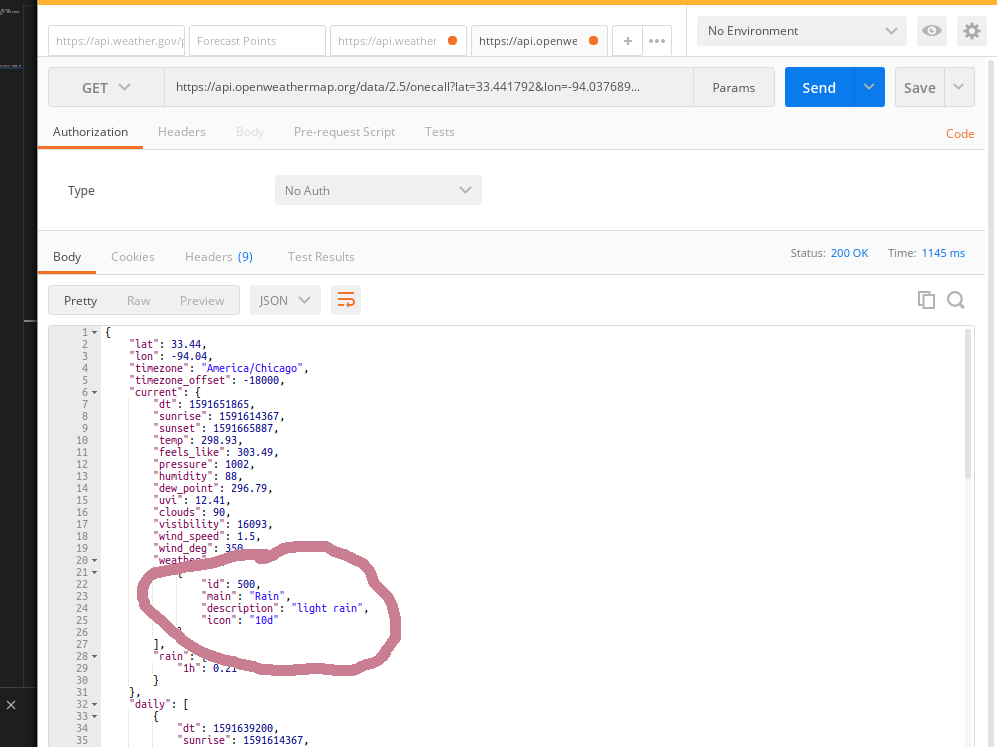 https://api.weather.gov/p
Forecast Points
https://api.weather
https://api.openwe
+
No Environment
GET
https://api.openweathermap.org/data/2.5/onecall?lat=33.441792&lon=-94.037689...
Params
Send
Save
Authorization
Headers
Body
Pre-request Script
Tests
Code
Type
No Auth
Body
Cookies
Headers (9)
Test Results
Status: 200 OK
Time: 1145 ms
Pretty
Raw
Preview
JSON
1 {
2 "lat": 33.44,
3 "lon": -94.04,
4 "timezone": "America/Chicago",
5 "timezone_offset": -18000,
6 "current": {
7 "dt": 1591651865,
8 "sunrise": 1591614367,
9 "sunset": 1591665887,
10 "temp": 298.93,
11 "feels_like": 303.49,
12 "pressure": 1002,
13 "humidity": 88,
14 "dew_point": 296.79,
15 "uvi": 12.41,
16 "clouds": 90,
17 "visibility": 16093,
18 "wind_speed": 1.5,
19 "wind_deg": 350
20 "weather
21 {
22 "id": 500,
23 "main": "Rain",
24 "description": "light rain",
25 "icon": "10d"
26
27 ],
28 "rain":
29 "1h": 0.21
30 }
31 },
32 "daily": [
33 {
34 "dt": 1591639200,
35 "sunrise": 1591614367,